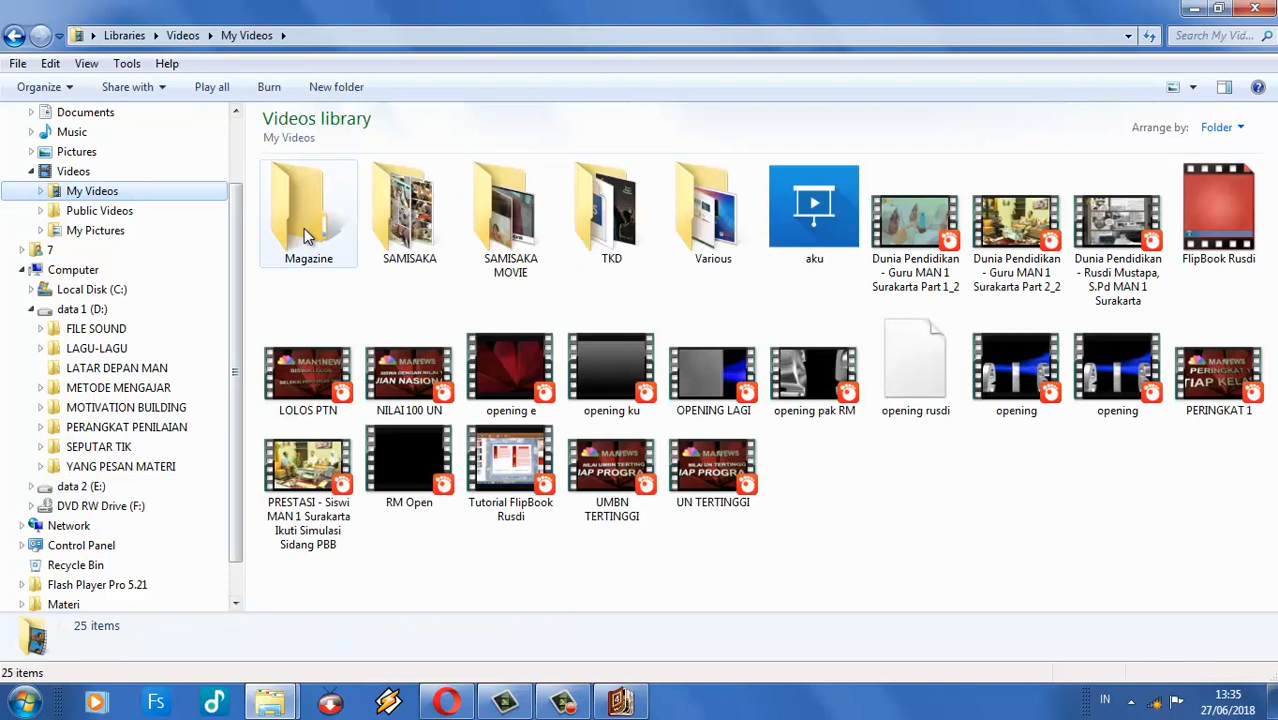 Libraries Videos My Videos
Search My Vid...
File Edit View Tools Help
Organize Share with Play all Burn New folder
Documents
Music
Pictures
Videos
My Videos
Public Videos
My Pictures
7
Computer
Local Disk (C:)
data 1 (D:)
FILE SOUND
LAGU-LAGU
LATAR DEPAN MAN
METODE MENGAJAR
MOTIVATION BUILDING
PERANGKAT PENILAIAN
SEPUTAR TIK
YANG PESAN MATERI
data 2 (E:)
DVD RW Drive (F:)
Network
Control Panel
Recycle Bin
Flash Player Pro 5.21
Materi
Videos library
My Videos
Arrange by: Folder
Magazine
SAMISAKA
SAMISAKA
MOVIE
TKD
Various
aku
Dunia Pendidikan
- Guru MAN 1
Surakarta Part 1_2
Dunia Pendidikan
- Guru MAN 1
Surakarta Part 2_2
Dunia Pendidikan
- Rusdi Mustapa,
S.Pd MAN 1
Surakarta
FlipBook Rusdi
LOLOS PTN
NILAI 100 UN
opening e
opening ku
OPENING LAGI
opening pak RM
opening rusdi
opening
opening
PERINGKAT 1
PRESTASI - Siswi
MAN 1 Surakarta
Ikuti Simulasi
Sidang PBB
RM Open
Tutorial FlipBook
Rusdi
UMBN
TERTINGGI
UN TERTINGGI
25 items
25 items
Fs
IN
13:35
27/06/2018